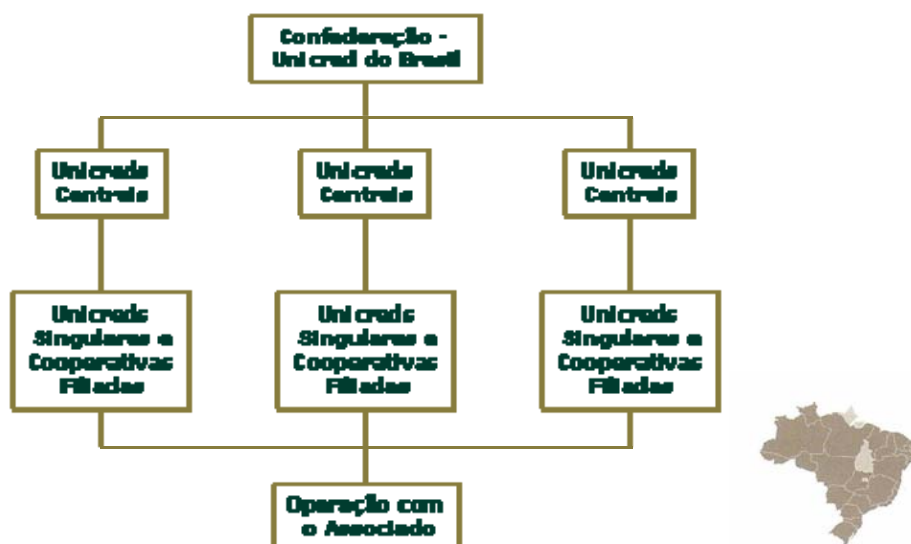 Confederação -
Unicred do Brasil
Unicreds
Centrais
Unicreds
Centrais
Unicreds
Centrais
Unicreds
Singulares e
Cooperativas
Filiadas
Unicreds
Singulares e
Cooperativas
Filiadas
Unicreds
Singulares e
Cooperativas
Filiadas
Operação com
o Associado